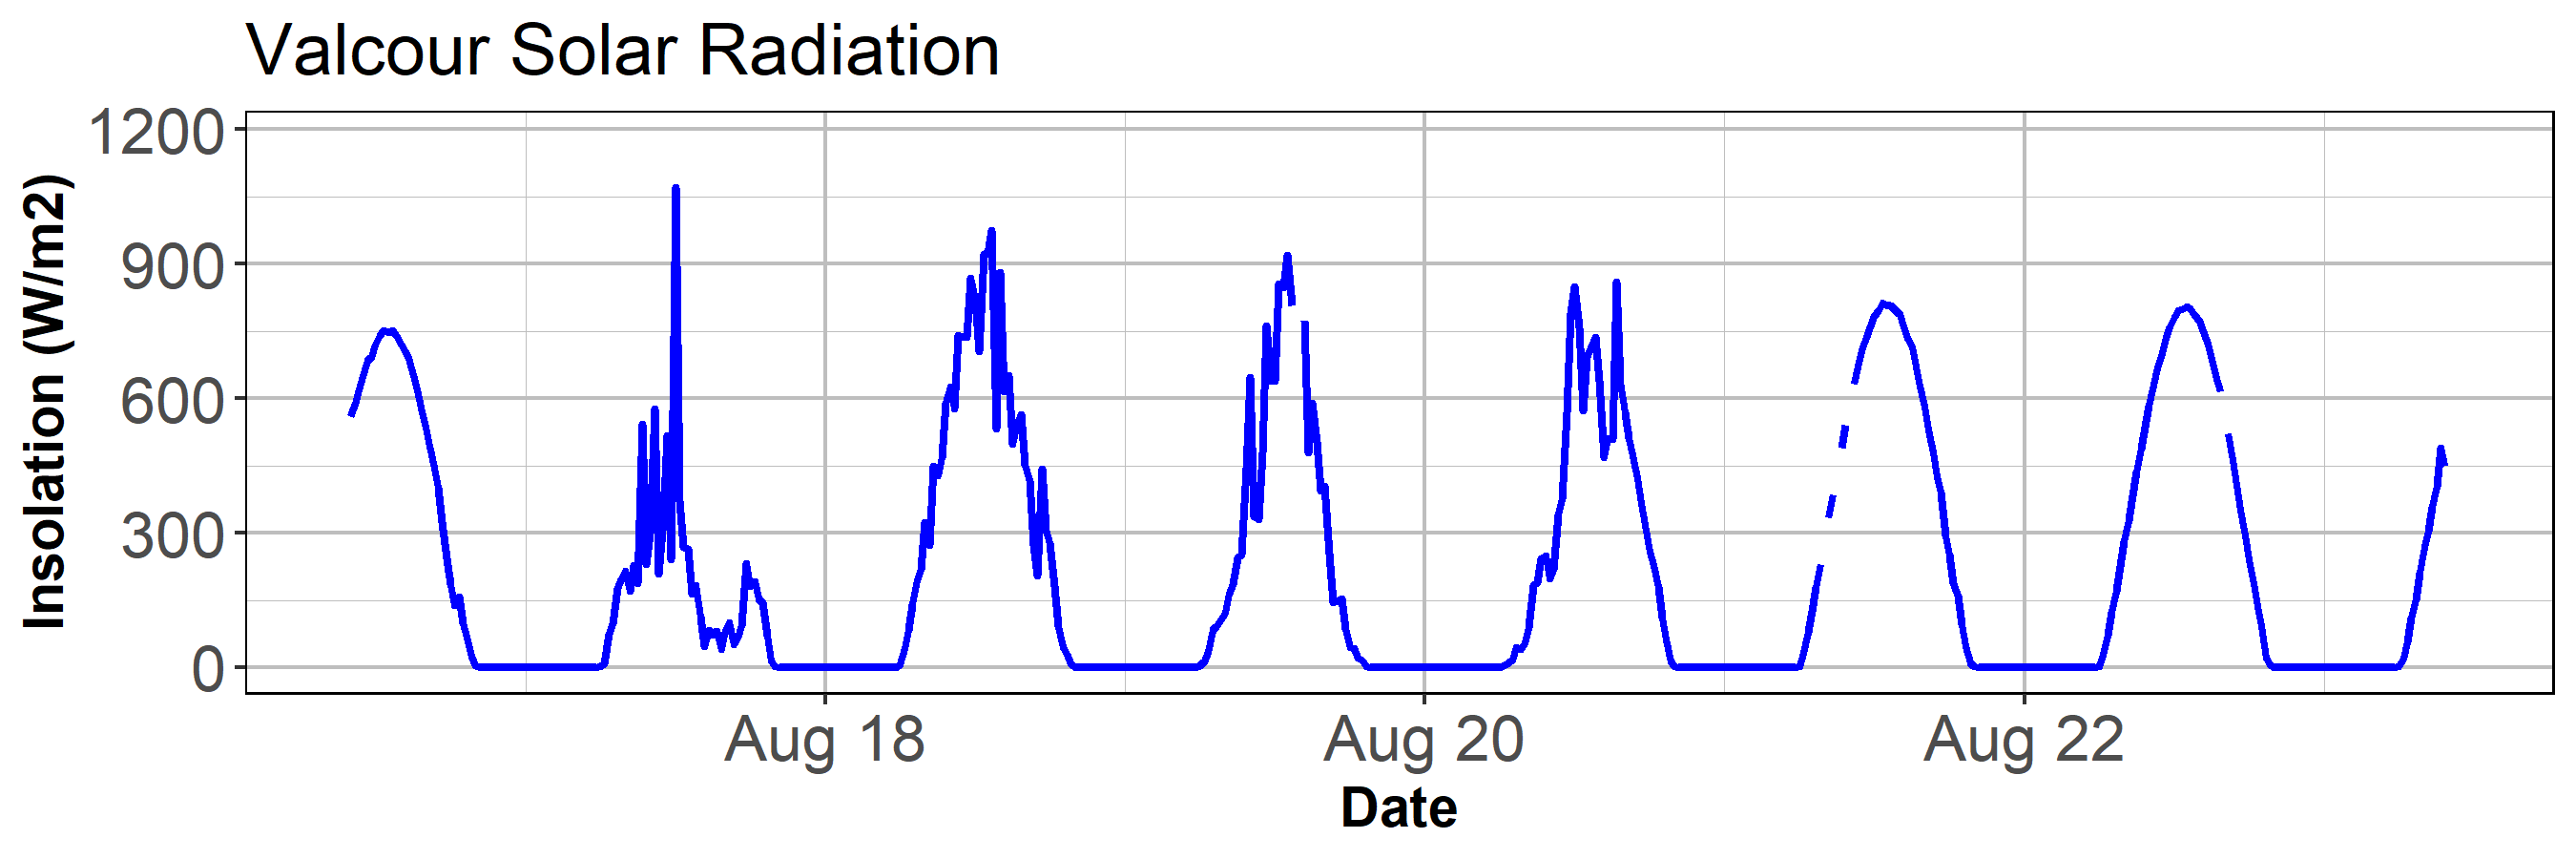 Valcour Solar Radiation
1200
900
600
300
0
Insolation (W/m2)
Aug 18
Aug 20
Aug 22
Date